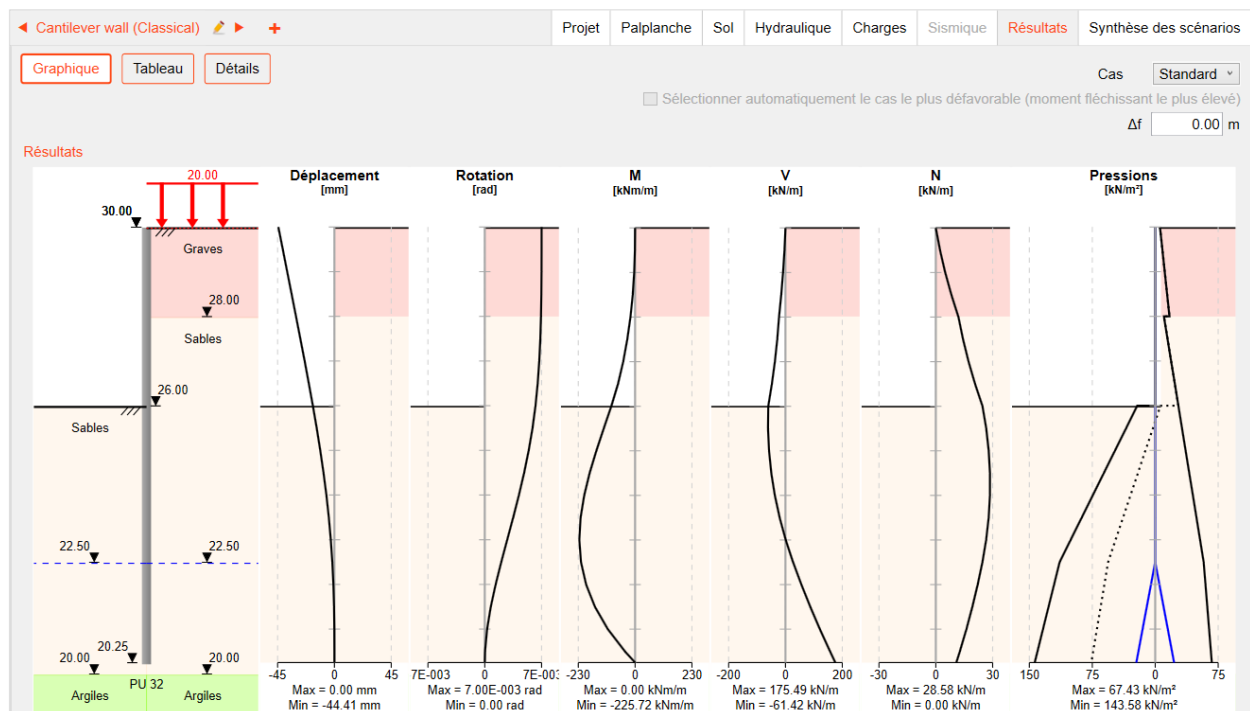 Cantilever wall (Classical)
Projet Palplanche Sol Hydraulique Charges Sismique Résultats Synthèse des scénarios
Graphique Tableau Détails
Cas Standard
Sélectionner automatiquement le cas le plus défavorable (moment fléchissant le plus élevé)
Δf 0.00 m
Résultats
20.00
Déplacement Rotation M V N Pressions
[mm] [rad] [kNm/m] [kN/m] [kN/m] [kN/m²]
30.00
Graves
28.00
Sables
26.00
Sables
22.50 22.50
20.25
20.00 20.00
PU 32
Argiles Argiles
-45 0 45 7E-003 0 7E-003 -230 0 230 -200 0 200 -30 0 30 150 75 0 75
Max = 0.00 mm Max = 7.00E-003 rad Max = 0.00 kNm/m Max = 175.49 kN/m Max = 28.58 kN/m Max = 67.43 kN/m²
Min = -44.41 mm Min = 0.00 rad Min = -225.72 kNm/m Min = -61.42 kN/m Min = 0.00 kN/m Min = 143.58 kN/m²